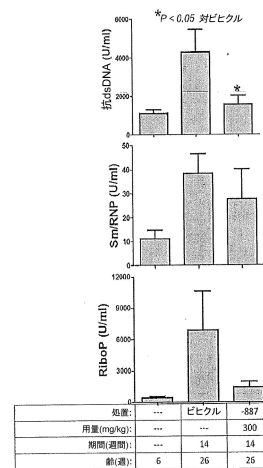 *P < 0.05 対ビヒクル
抗dsDNA (U/ml)
6000
4000
2000
0
*
Sm/RNP (U/ml)
50
40
30
20
10
0
RiboP (U/ml)
12000
9000
6000
3000
0
処置: --- ビヒクル -887
用量(mg/kg): --- --- 300
期間(週間): --- 14 14
齢(週): 6 26 26